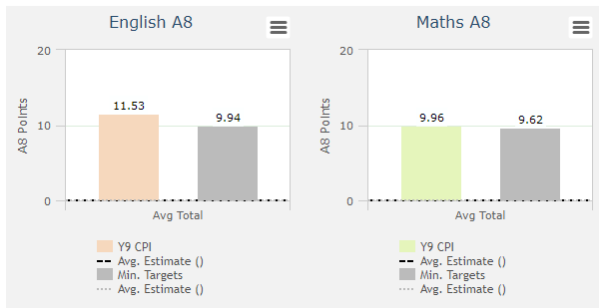 English A8
20
10
0
A8 Points
11.53
9.94
Avg Total
Y9 CPI
Avg. Estimate ()
Min. Targets
Avg. Estimate ()
Maths A8
20
10
0
A8 Points
9.96
9.62
Avg Total
Y9 CPI
Avg. Estimate ()
Min. Targets
Avg. Estimate ()